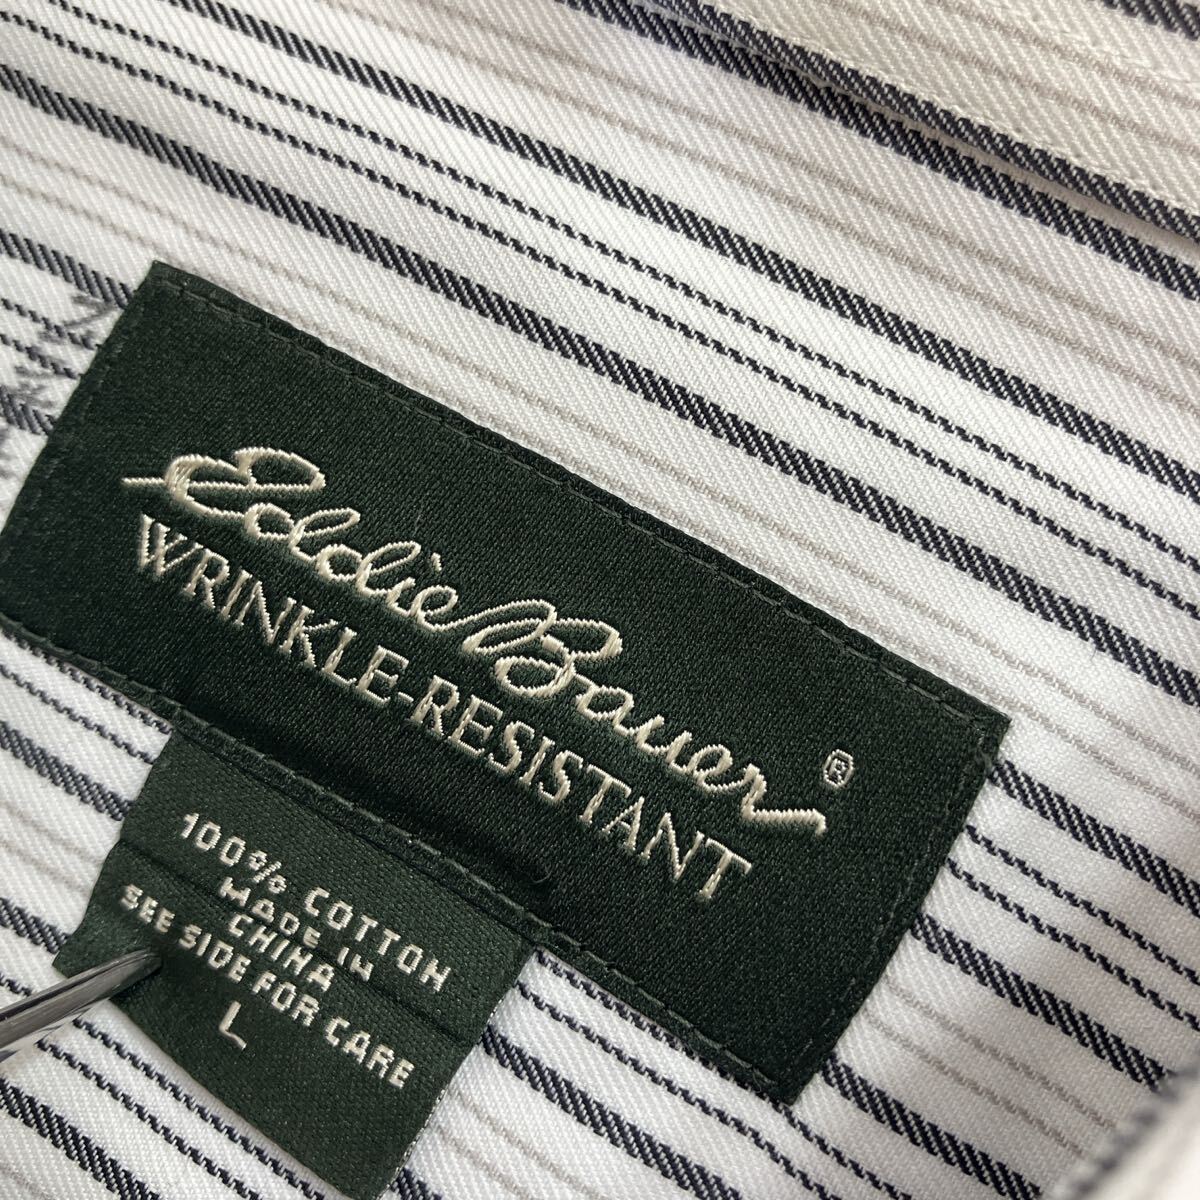 Eddie Bauer®
WRINKLE-RESISTANT
100% COTTON
MADE IN
CHINA
SEE SIDE FOR CARE
L